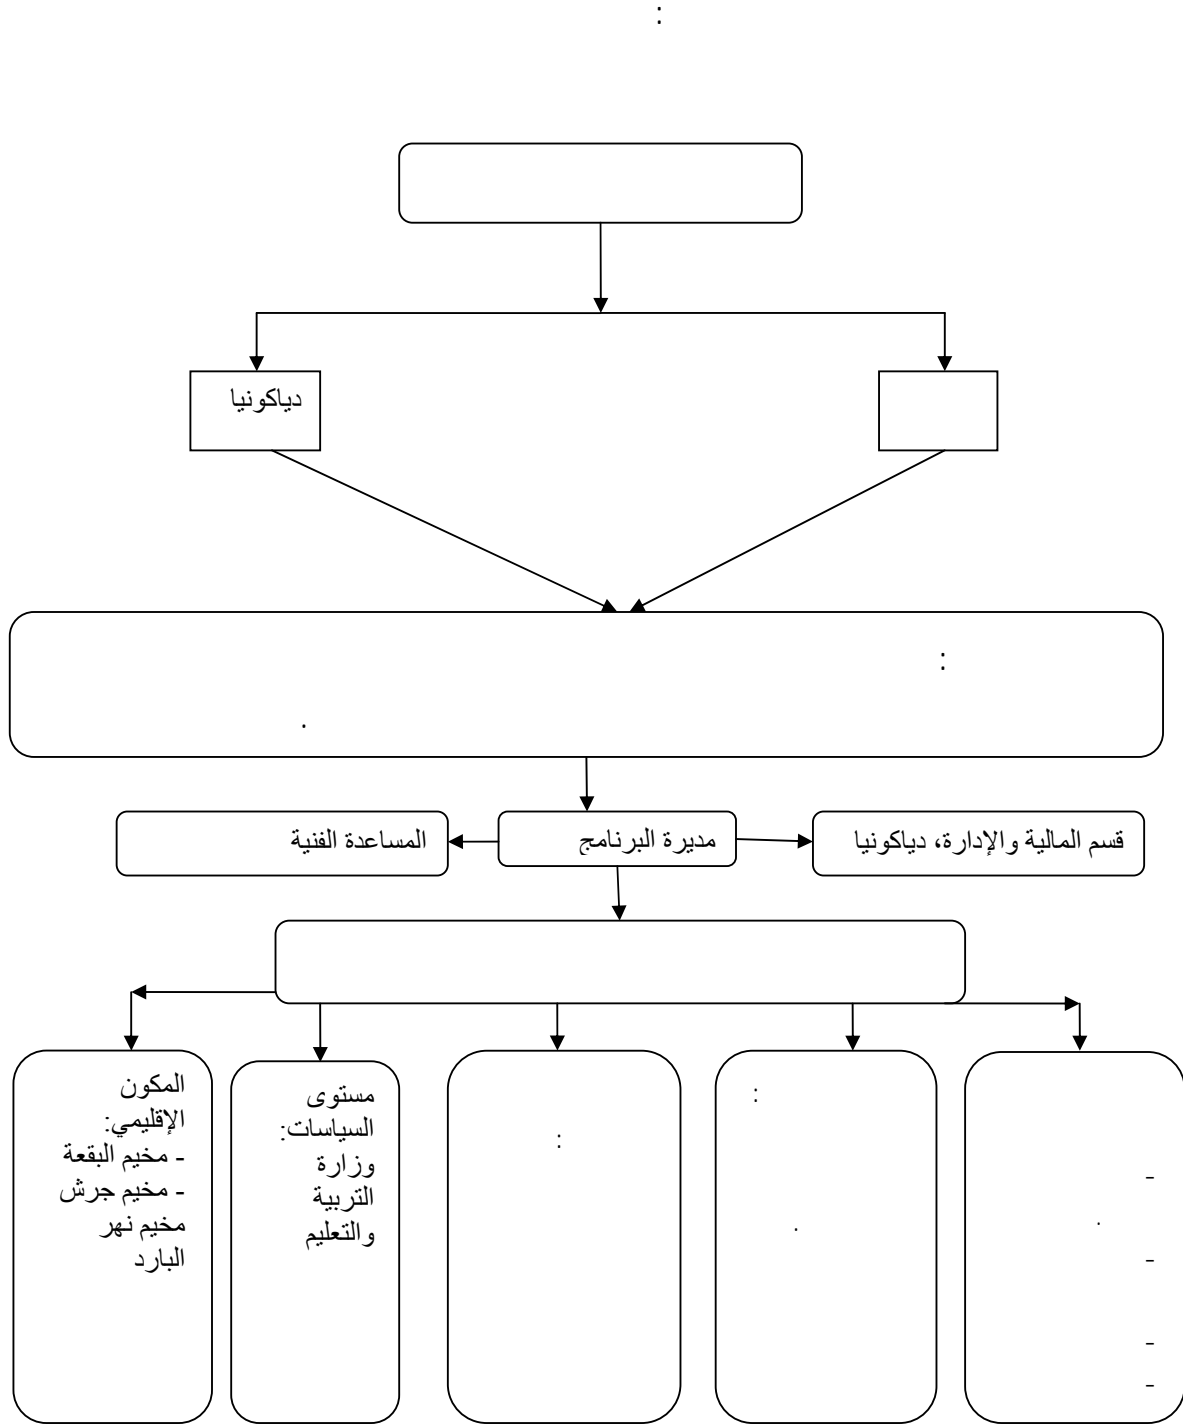 :
دياكونيا
:
.
قسم المالية والإدارة، دياكونيا
مديرة البرنامج
المساعدة الفنية
-
.
-
-
-
:
.
:
مستوى
السياسات:
وزارة
التربية
والتعليم
المكون
الإقليمي:
- مخيم البقعة
- مخيم جرش
مخيم نهر
البارد